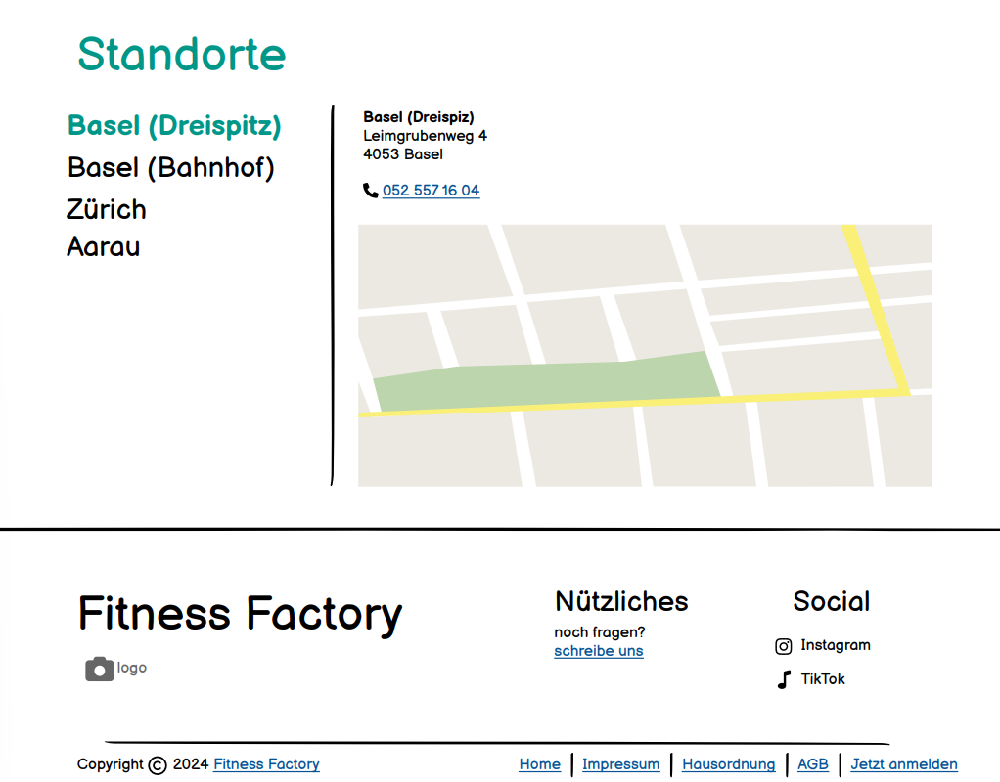 Standorte
Basel (Dreispitz)
Basel (Bahnhof)
Zürich
Aarau
Basel (Dreispiz)
Leimgrubenweg 4
4053 Basel
052 557 16 04
Fitness Factory
logo
Nützliches
noch fragen?
schreibe uns
Social
Instagram
TikTok
Copyright © 2024 Fitness Factory
Home | Impressum | Hausordnung | AGB | Jetzt anmelden